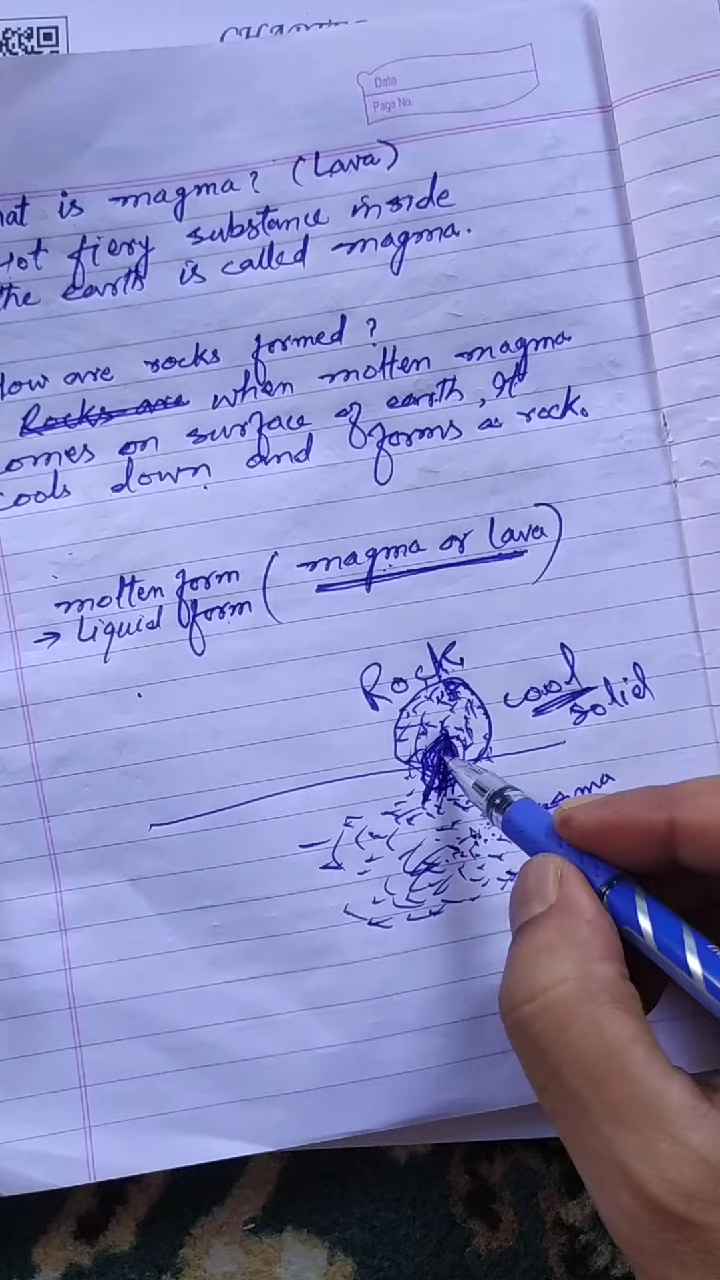 Date
Page No.
hat is magma? (Lava)
Hot fiery substance inside
the earth is called magma.
How are rocks formed?
Rocks are when molten magma
comes on surface of earth, It
cools down and forms a rock.
molten form (magma or Lava)
→ Liquid form
Rock
cool
solid